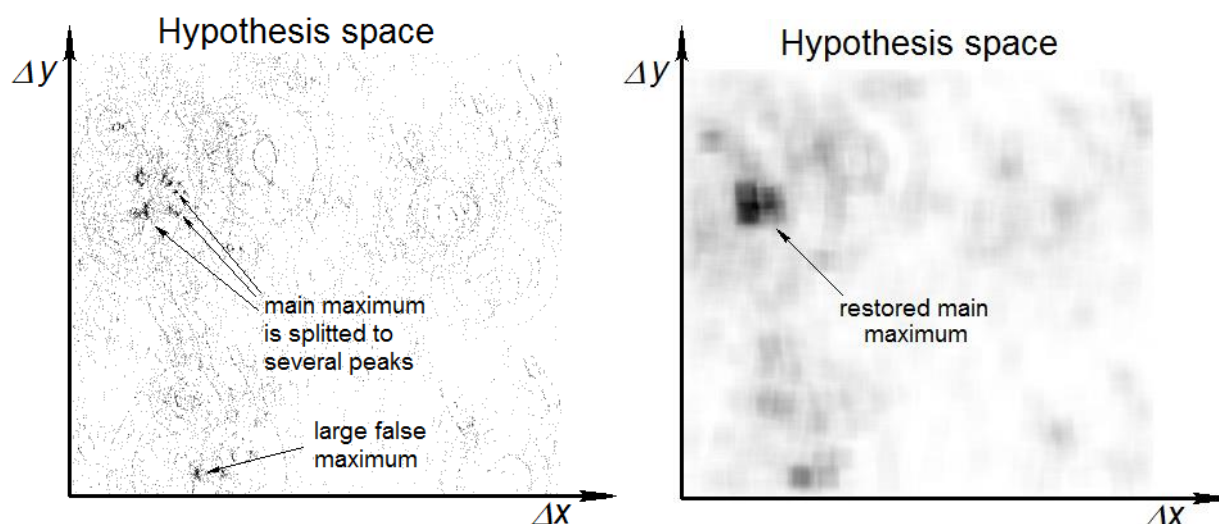 Hypothesis space
Δy
main maximum
is splitted to
several peaks
large false
maximum
Δx
Hypothesis space
Δy
restored main
maximum
Δx